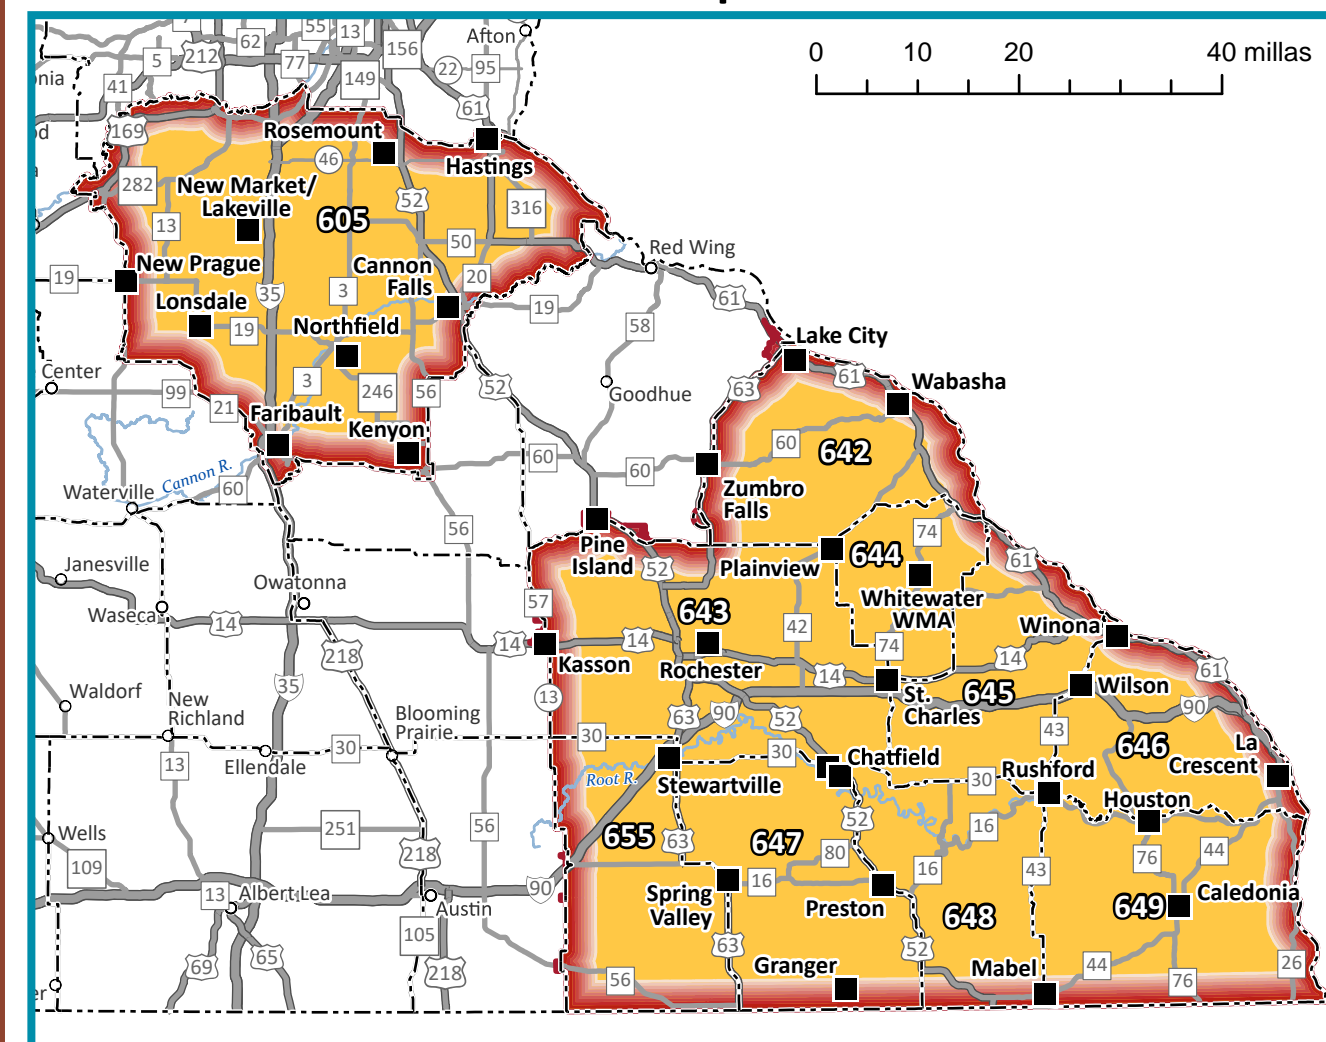 0 10 20 40 millas
55 13
62 156 Afton
5 212 77 22 95
149
41
61
169
Rosemount
46
Hastings
282
New Market/
Lakeville
52
316
605
13
50
Red Wing
New Prague
Cannon
Falls
20
19
35
3
61
Lonsdale
19
58
19
Northfield
Lake City
Center
3
246
56
52
63
61
Wabasha
99
21
Goodhue
Faribault
Kenyon
60
642
60
60
Cannon R.
60
Zumbro
Falls
Waterville
56
74
Pine
Island
644
Janesville
52
Plainview
61
Owatonna
Whitewater
WMA
57
643
Waseca
14
42
Winona
14
14
74
218
Kasson
Rochester
14
61
14
Waldorf
35
13
St.
Charles
645
Wilson
90
New
Richland
Blooming
Prairie
63
90
52
43
646
30
30
30
La
Crescent
13
Ellendale
Root R.
Chatfield
Rushford
Stewartville
30
Houston
Wells
251
56
655
63
647
52
16
109
218
80
76
44
90
16
16
43
13
Albert Lea
Spring
Valley
Caledonia
Austin
Preston
648
649
105
63
52
69
65
218
Granger
Mabel
44
26
56
76